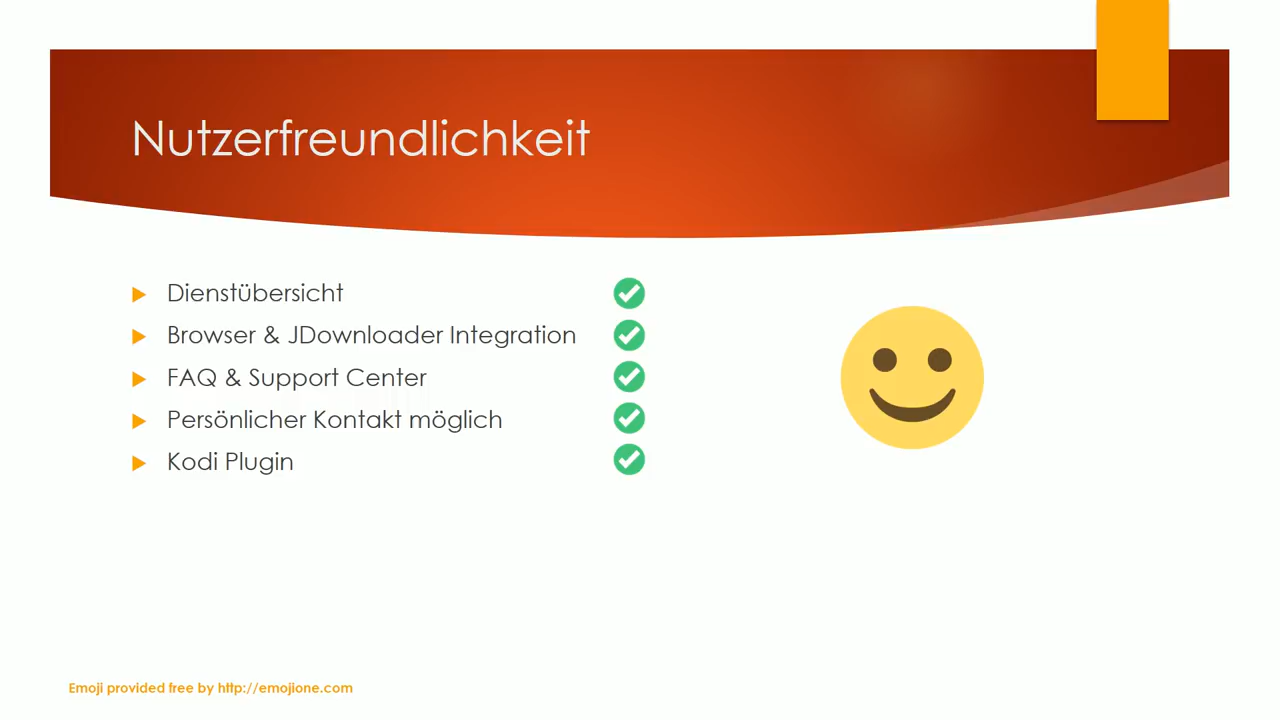 Nutzerfreundlichkeit
Dienstübersicht
Browser & JDownloader Integration
FAQ & Support Center
Persönlicher Kontakt möglich
Kodi Plugin
Emoji provided free by http://emojione.com